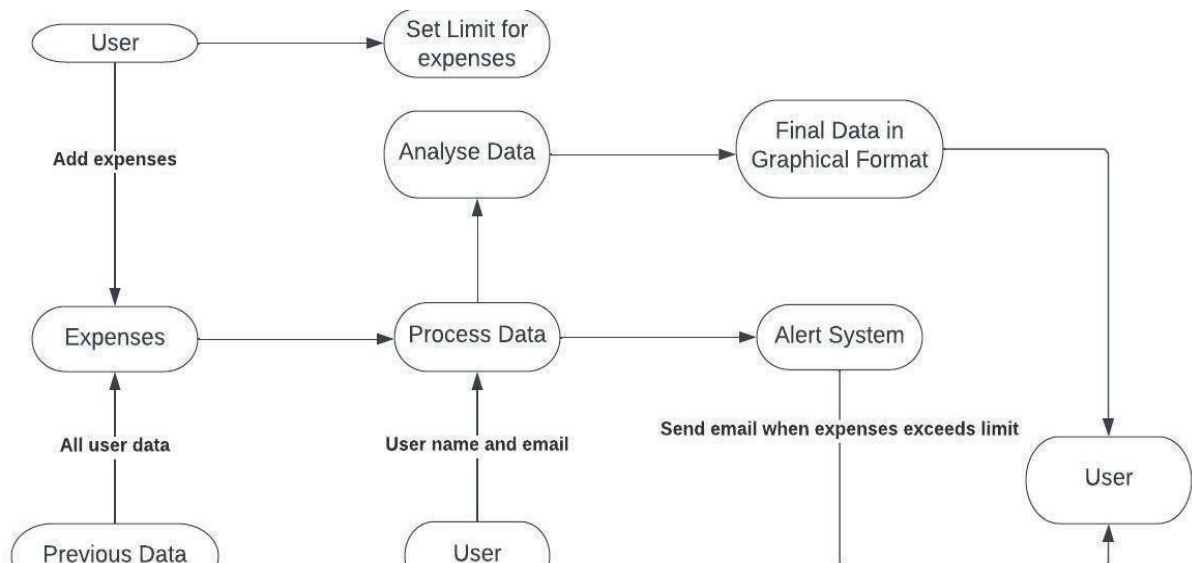 User
Set Limit for
expenses
Add expenses
Analyse Data
Final Data in
Graphical Format
Expenses
Process Data
Alert System
All user data
User name and email
Send email when expenses exceeds limit
User
Previous Data
User